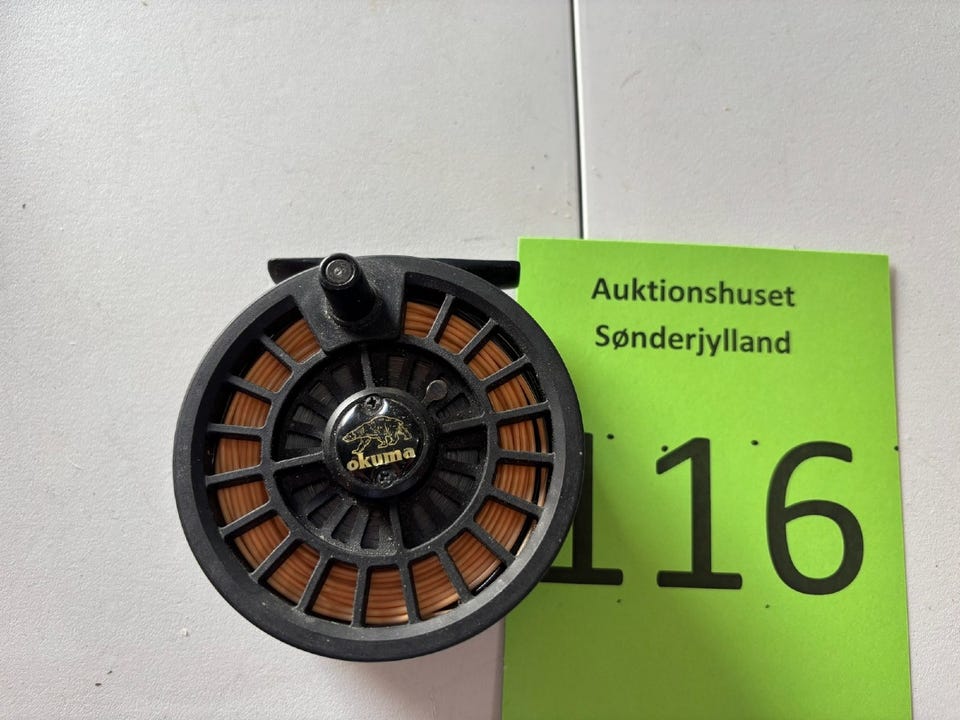 okuma
Auktionshuset
Sønderjylland
116